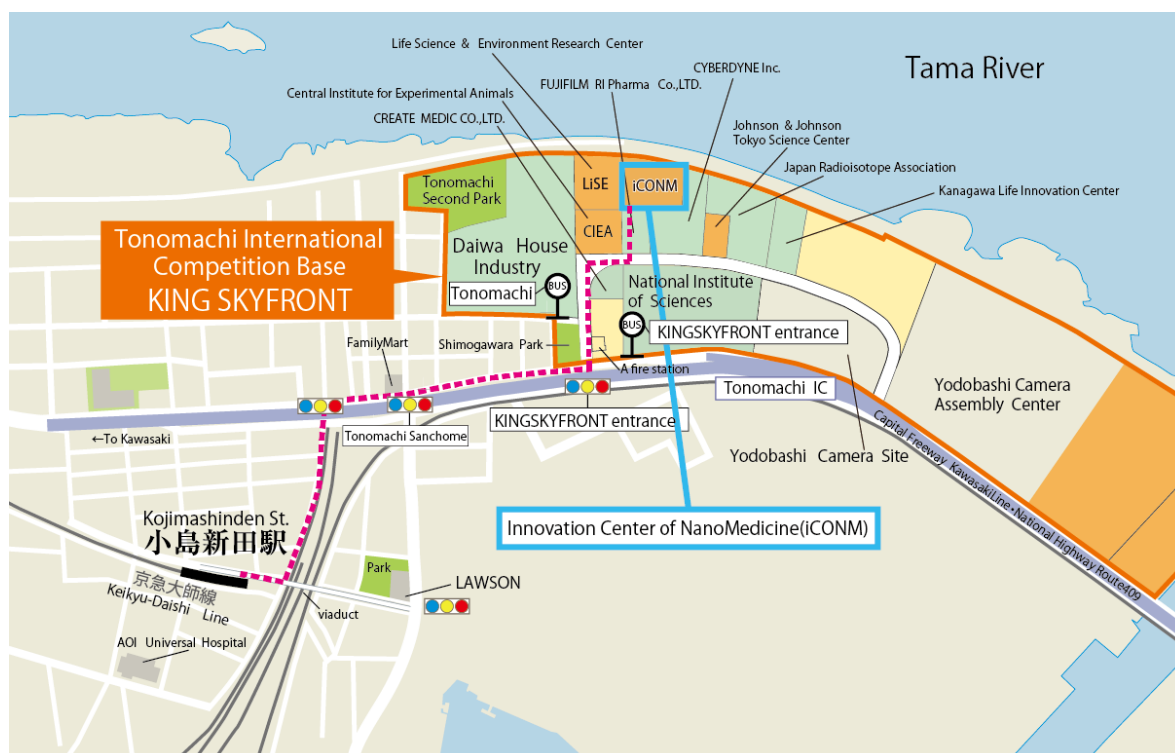 Life Science & Environment Research Center
Tama River
CYBERDYNE Inc.
FUJIFILM RI Pharma Co.,LTD.
Central Institute for Experimental Animals
CREATE MEDIC CO.,LTD.
Johnson & Johnson
Tokyo Science Center
Japan Radioisotope Association
Kanagawa Life Innovation Center
Tonomachi
Second Park
LiSE
iCONM
CIEA
Tonomachi International
Competition Base
KING SKYFRONT
Daiwa House
Industry
Tonomachi
BUS
National Institute
of Sciences
BUS
KINGSKYFRONT entrance
Shimogawara Park
A fire station
FamilyMart
Tonomachi IC
KINGSKYFRONT entrance
Tonomachi Sanchome
←To Kawasaki
Yodobashi Camera
Assembly Center
Yodobashi Camera Site
Capital Freeway KawasakiLine・National Highway Route409
Innovation Center of NanoMedicine(iCONM)
Kojimashinden St.
小島新田駅
京急大師線
Keikyu-Daishi Line
Park
LAWSON
viaduct
AOI Universal Hospital